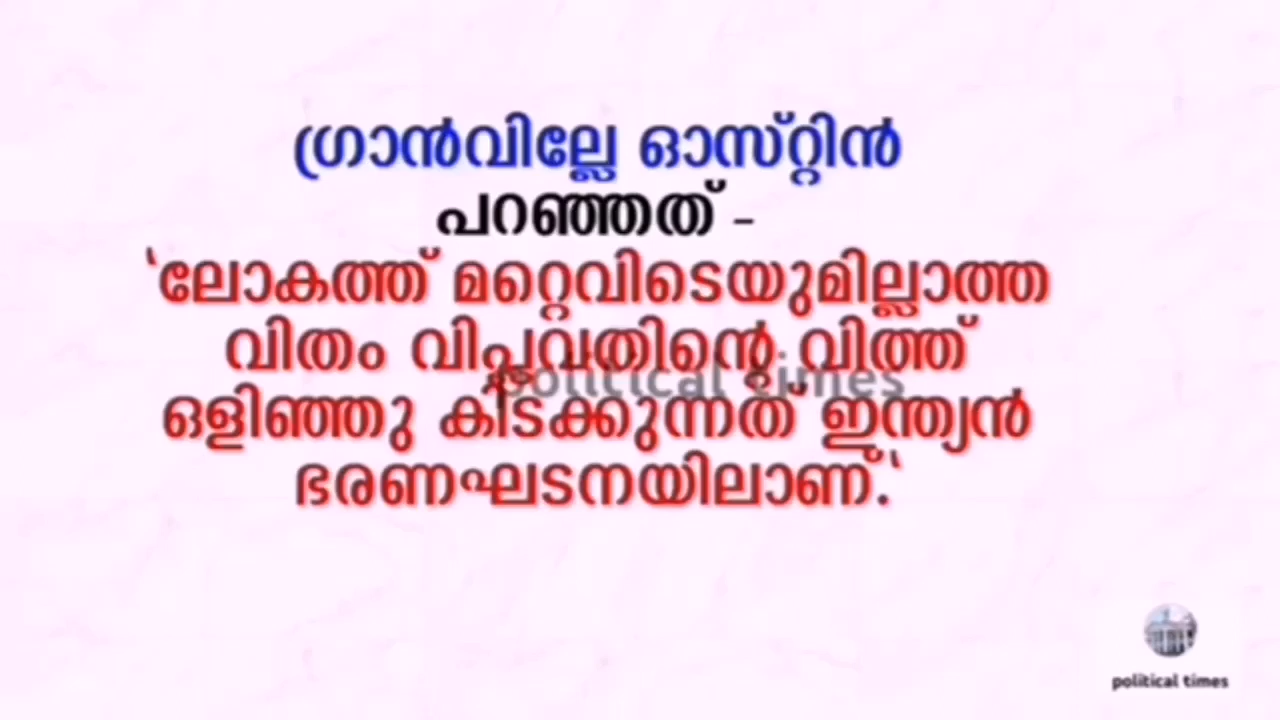 ഗ്രാൻവില്ലേ ഓസ്റ്റിൻ
പറഞ്ഞത് -
'ലോകത്ത് മറ്റെവിടെയുമില്ലാത്ത
വിതം വിപ്ലവതിന്റെ വിത്ത്
political times
ഒളിഞ്ഞു കിടക്കുന്നത് ഇന്ത്യൻ
ഭരണഘടനയിലാണ്.'
political times